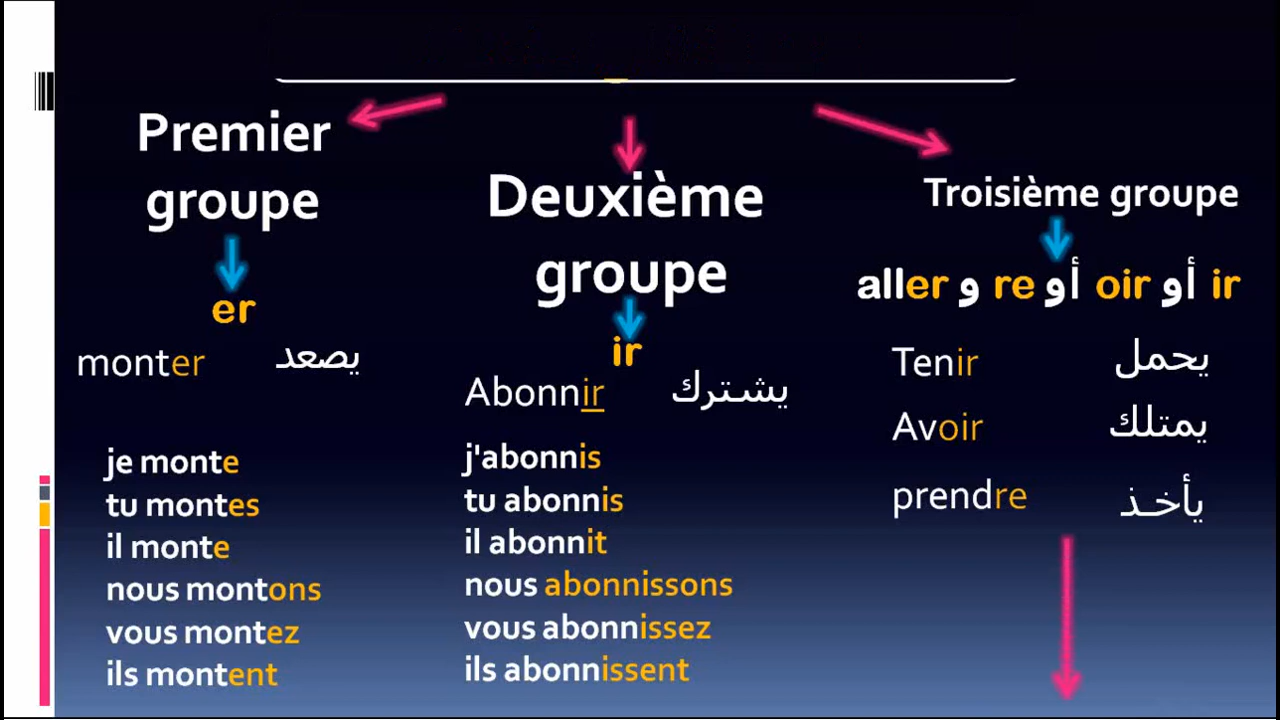 Premier
groupe
er
monter يصعد
je monte
tu montes
il monte
nous montons
vous montez
ils montent
Deuxième
groupe
ir
Abonnir يشترك
j'abonnis
tu abonnis
il abonnit
nous abonnissons
vous abonnissez
ils abonnissent
Troisième groupe
aller و re أو oir أو ir
Tenir يحمل
Avoir يمتلك
prendre يأخذ